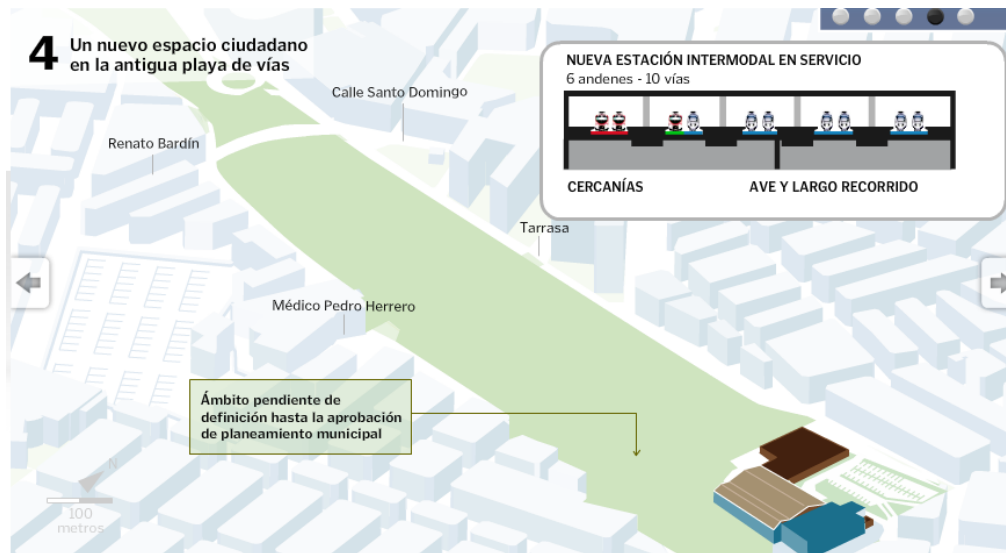 4
Un nuevo espacio ciudadano
en la antigua playa de vías
Calle Santo Domingo
Renato Bardín
NUEVA ESTACIÓN INTERMODAL EN SERVICIO
6 andenes - 10 vías
CERCANÍAS
AVE Y LARGO RECORRIDO
Tarrasa
Médico Pedro Herrero
Ámbito pendiente de
definición hasta la aprobación
de planeamiento municipal
N
100
metros